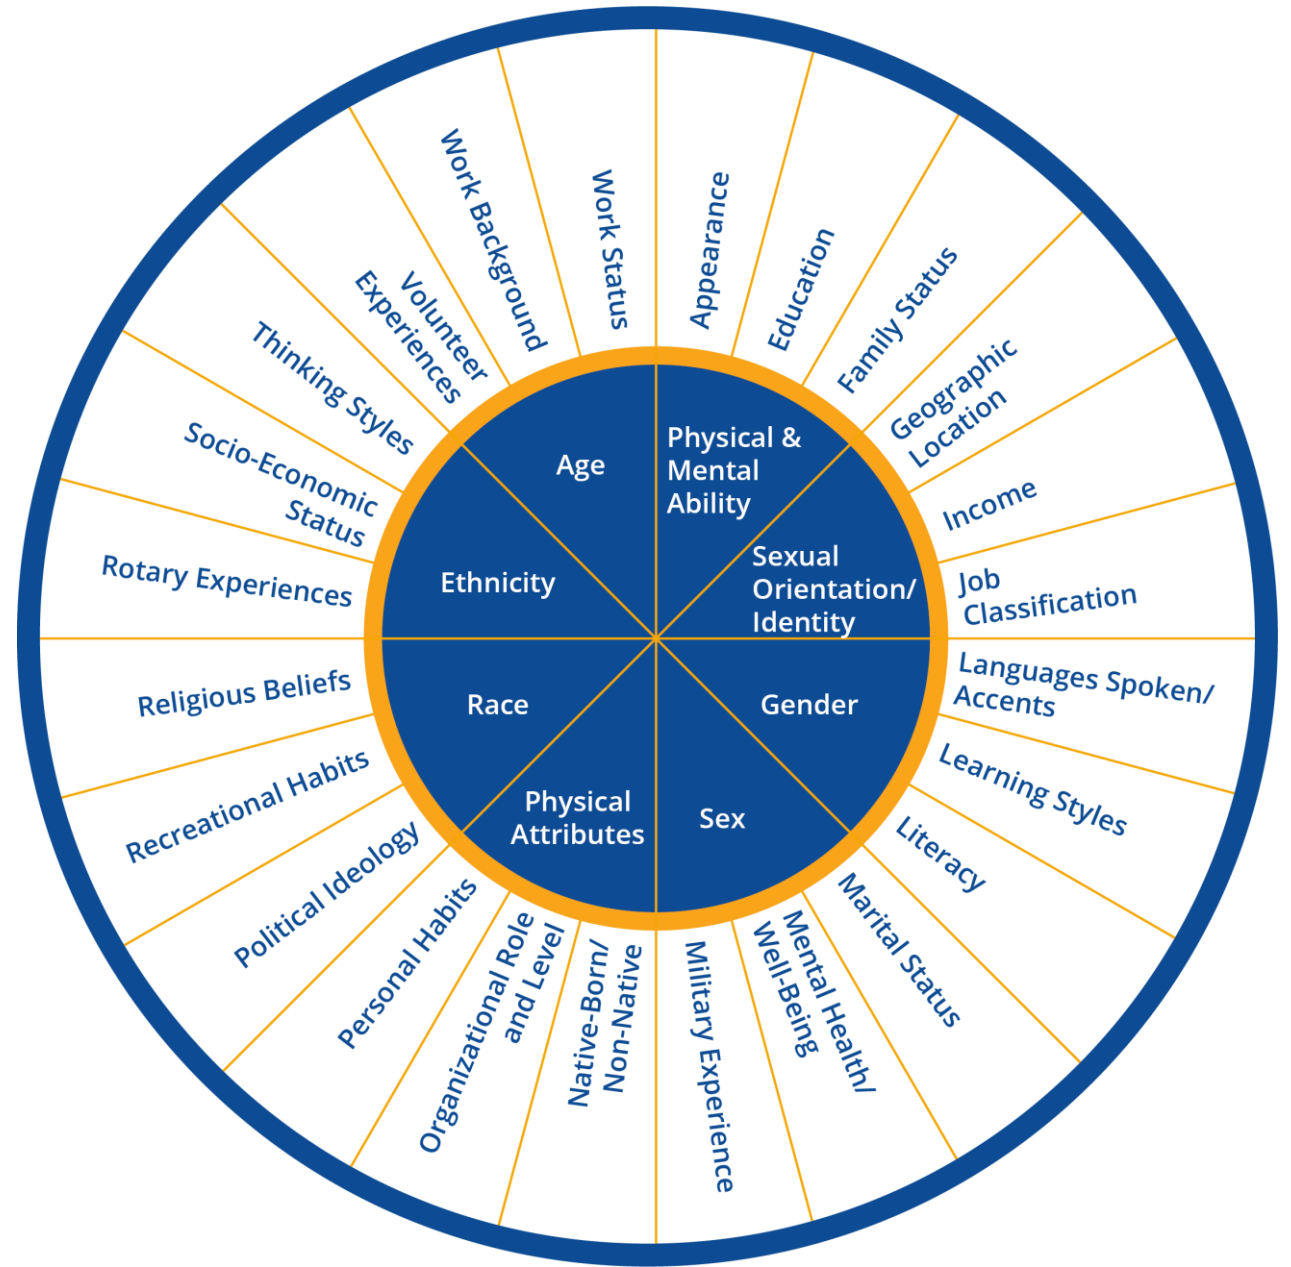 Appearance
Education
Family Status
Geographic
Location
Income
Job
Classification
Languages Spoken/
Accents
Learning Styles
Literacy
Marital Status
Mental Health/
Well-Being
Military Experience
Native-Born/
Non-Native
Organizational Role
and Level
Personal Habits
Political Ideology
Recreational Habits
Religious Beliefs
Rotary Experiences
Socio-Economic
Status
Thinking Styles
Volunteer
Experiences
Work Background
Work Status
Physical &
Mental
Ability
Sexual
Orientation/
Identity
Gender
Sex
Physical
Attributes
Race
Ethnicity
Age